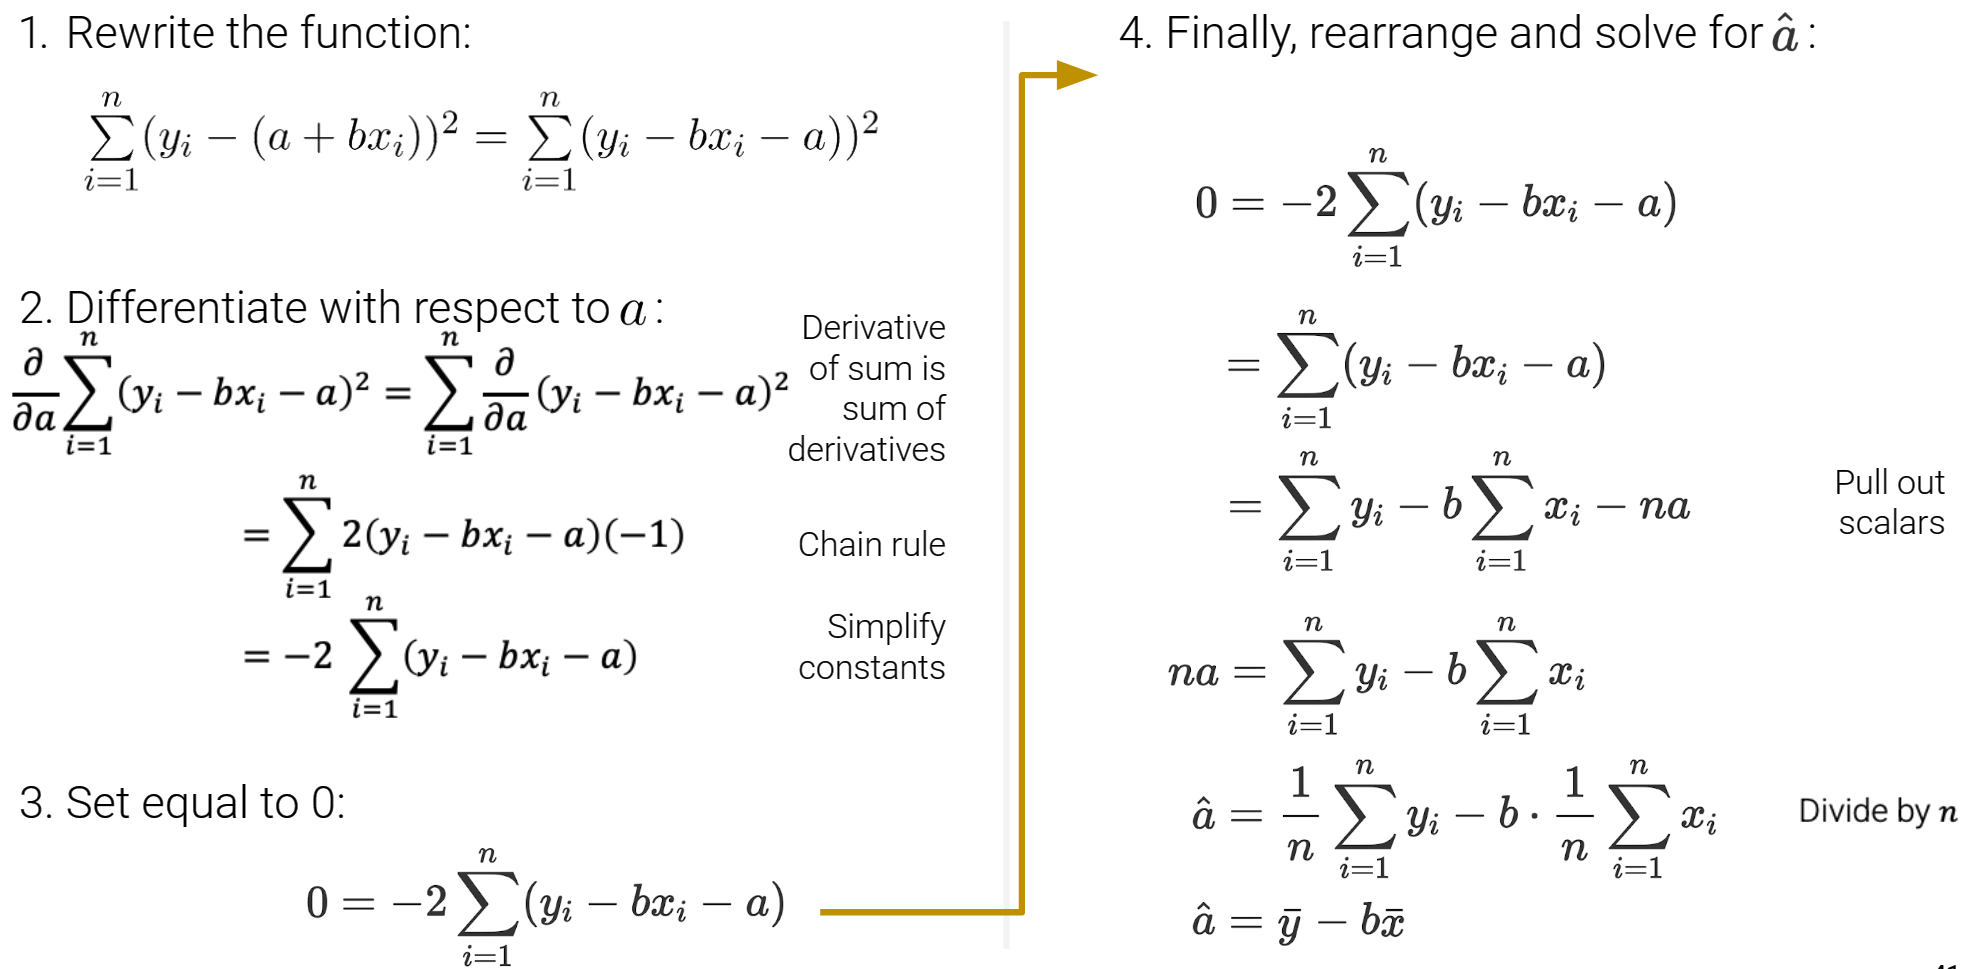 1. Rewrite the function:
\sum_{i=1}^{n} (y_i - (a + bx_i))^2 = \sum_{i=1}^{n} (y_i - bx_i - a))^2
2. Differentiate with respect to a :
\frac{∂}{∂a} \sum_{i=1}^{n} (y_i - bx_i - a)^2 = \sum_{i=1}^{n} \frac{∂}{∂a} (y_i - bx_i - a)^2
Derivative
of sum is
sum of
derivatives
= \sum_{i=1}^{n} 2(y_i - bx_i - a)(-1)
Chain rule
= -2 \sum_{i=1}^{n} (y_i - bx_i - a)
Simplify
constants
3. Set equal to 0:
0 = -2 \sum_{i=1}^{n} (y_i - bx_i - a)
4. Finally, rearrange and solve for \hat{a} :
0 = -2 \sum_{i=1}^{n} (y_i - bx_i - a)
= \sum_{i=1}^{n} (y_i - bx_i - a)
= \sum_{i=1}^{n} y_i - b \sum_{i=1}^{n} x_i - na
Pull out
scalars
na = \sum_{i=1}^{n} y_i - b \sum_{i=1}^{n} x_i
\hat{a} = \frac{1}{n} \sum_{i=1}^{n} y_i - b \cdot \frac{1}{n} \sum_{i=1}^{n} x_i
Divide by n
\hat{a} = \bar{y} - b\bar{x}